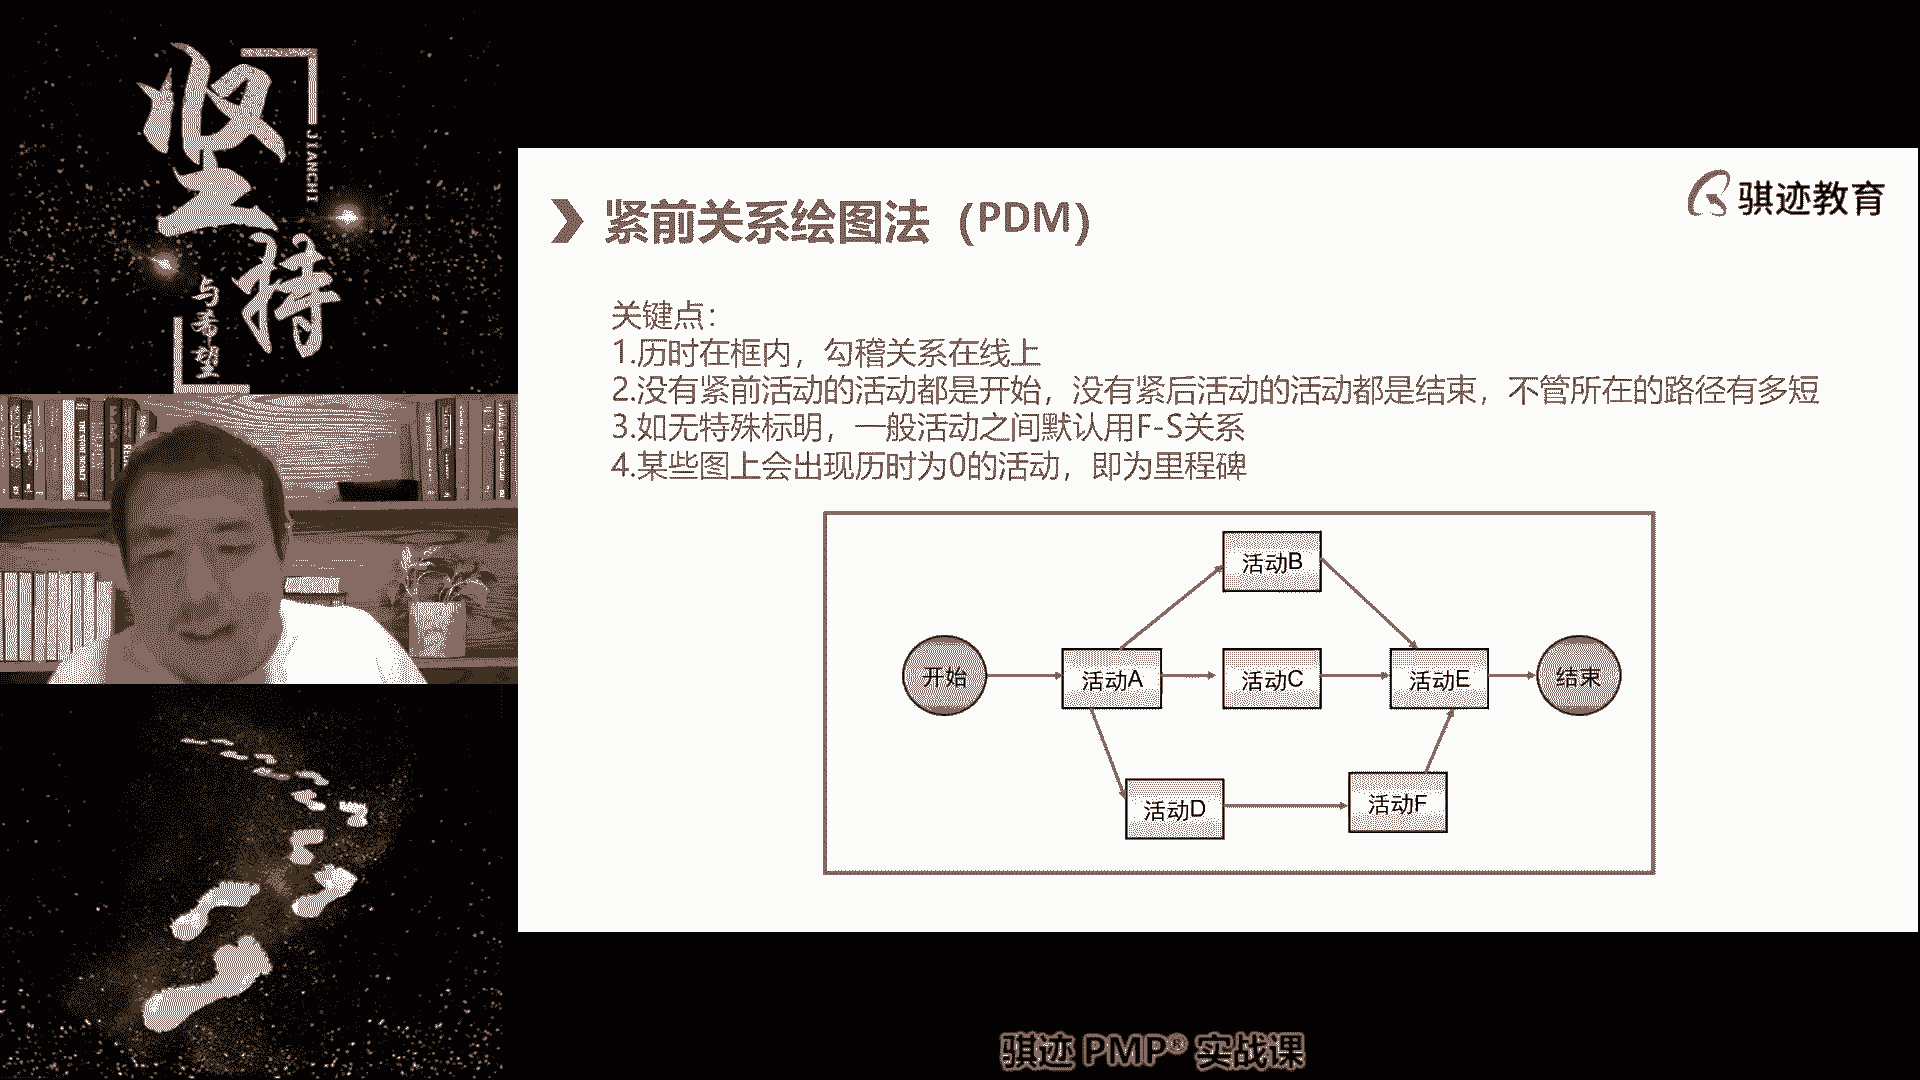 坚持
JIANCHI
与希望
骐迹教育
紧前关系绘图法（PDM）
关键点：
1.历时在框内，勾稽关系在线上
2.没有紧前活动的活动都是开始，没有紧后活动的活动都是结束，不管所在的路径有多短
3.如无特殊标明，一般活动之间默认用F-S关系
4.某些图上会出现历时为0的活动，即为里程碑
活动B
开始
活动A
活动C
活动E
结束
活动D
活动F
骐迹 PMP® 实战课